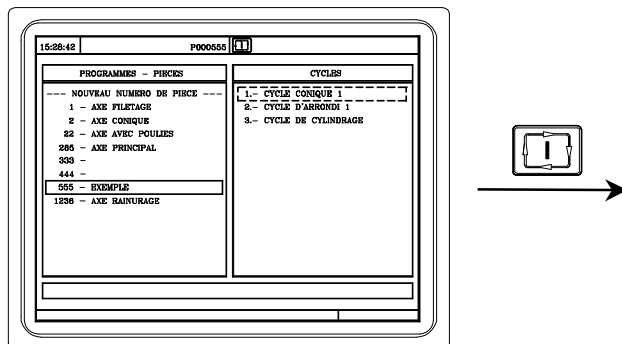 15:28:42 P000555
PROGRAMMES – PIECES
--- NOUVEAU NUMERO DE PIECE ---
1 – AXE FILETAGE
2 – AXE CONIQUE
22 – AXE AVEC POULIES
286 – AXE PRINCIPAL
333 –
444 –
555 – EXEMPLE
1236 – AXE RAINURAGE
CYCLES
1.– CYCLE CONIQUE 1
2.– CYCLE D'ARRONDI 1
3.– CYCLE DE CYLINDRAGE